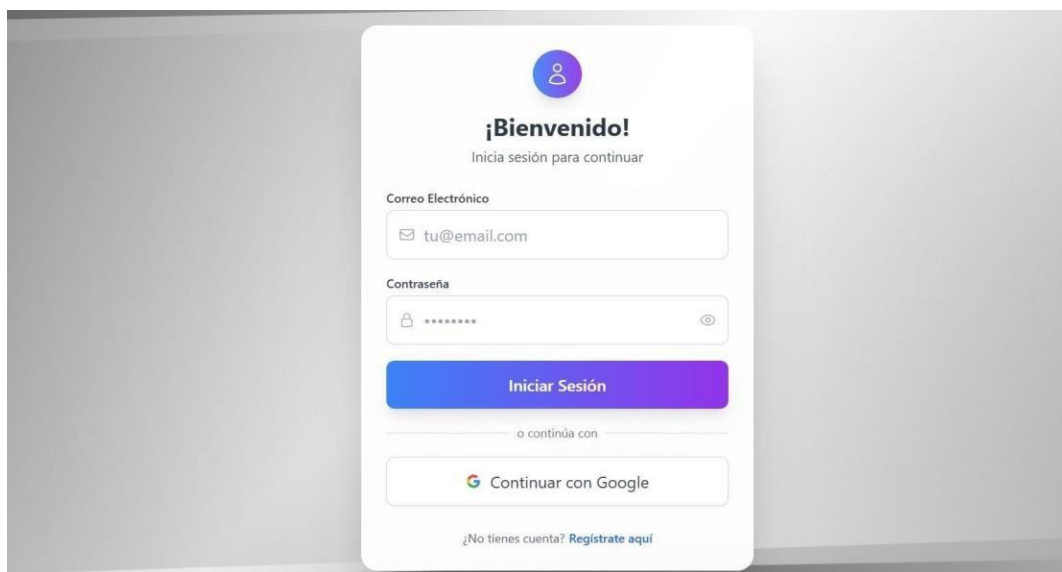 ¡Bienvenido!
Inicia sesión para continuar
Correo Electrónico
tu@email.com
Contraseña
••••••••
Iniciar Sesión
o continúa con
Continuar con Google
¿No tienes cuenta? Regístrate aquí